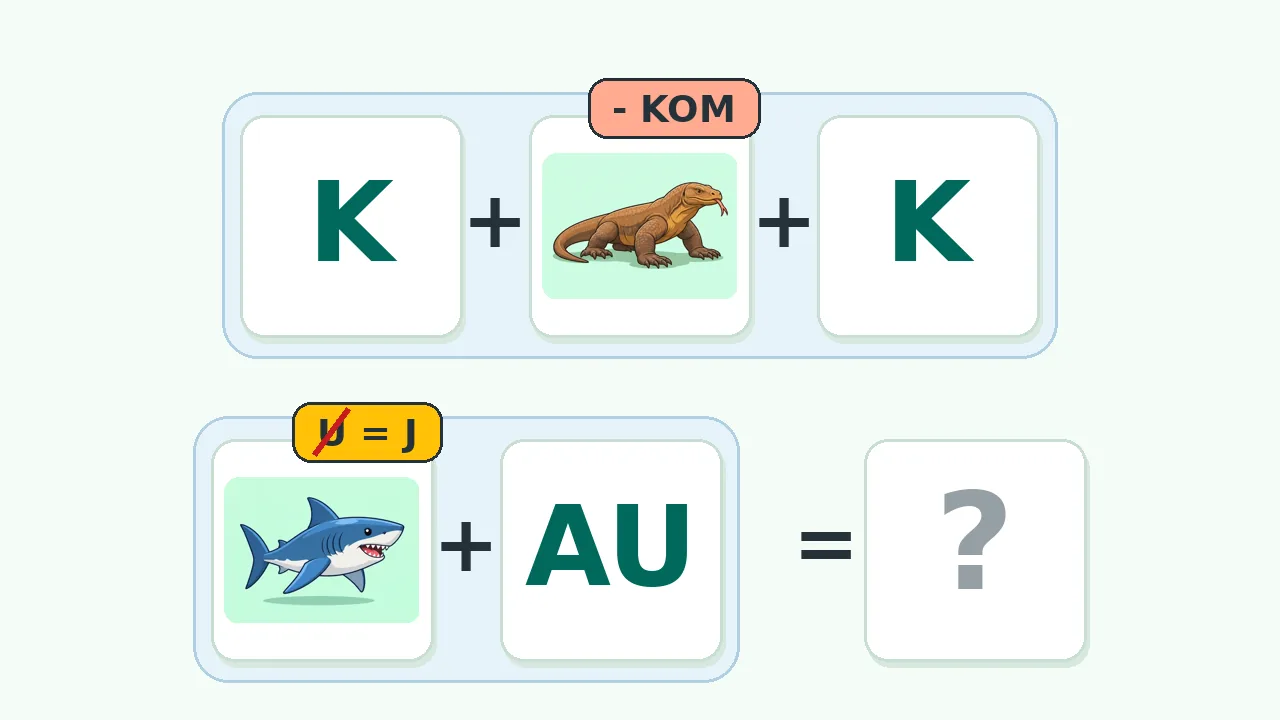 - KOM
K + + K
U = J
+ AU = ?